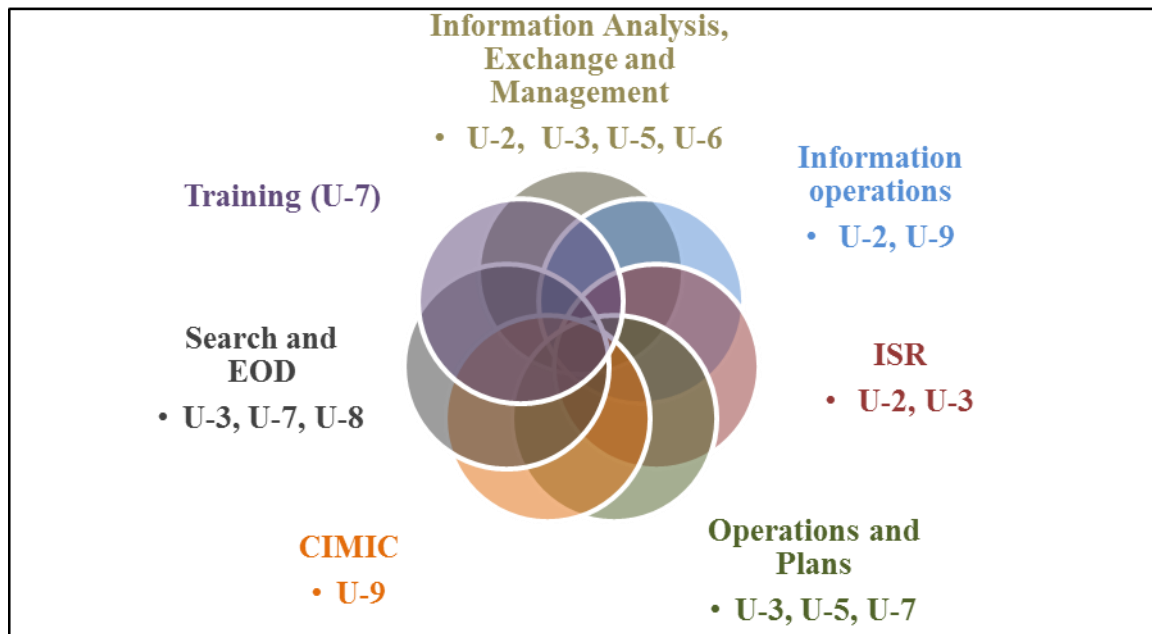 Information Analysis,
Exchange and
Management
• U-2, U-3, U-5, U-6
Information
operations
• U-2, U-9
ISR
• U-2, U-3
Operations and
Plans
• U-3, U-5, U-7
CIMIC
• U-9
Search and
EOD
• U-3, U-7, U-8
Training (U-7)